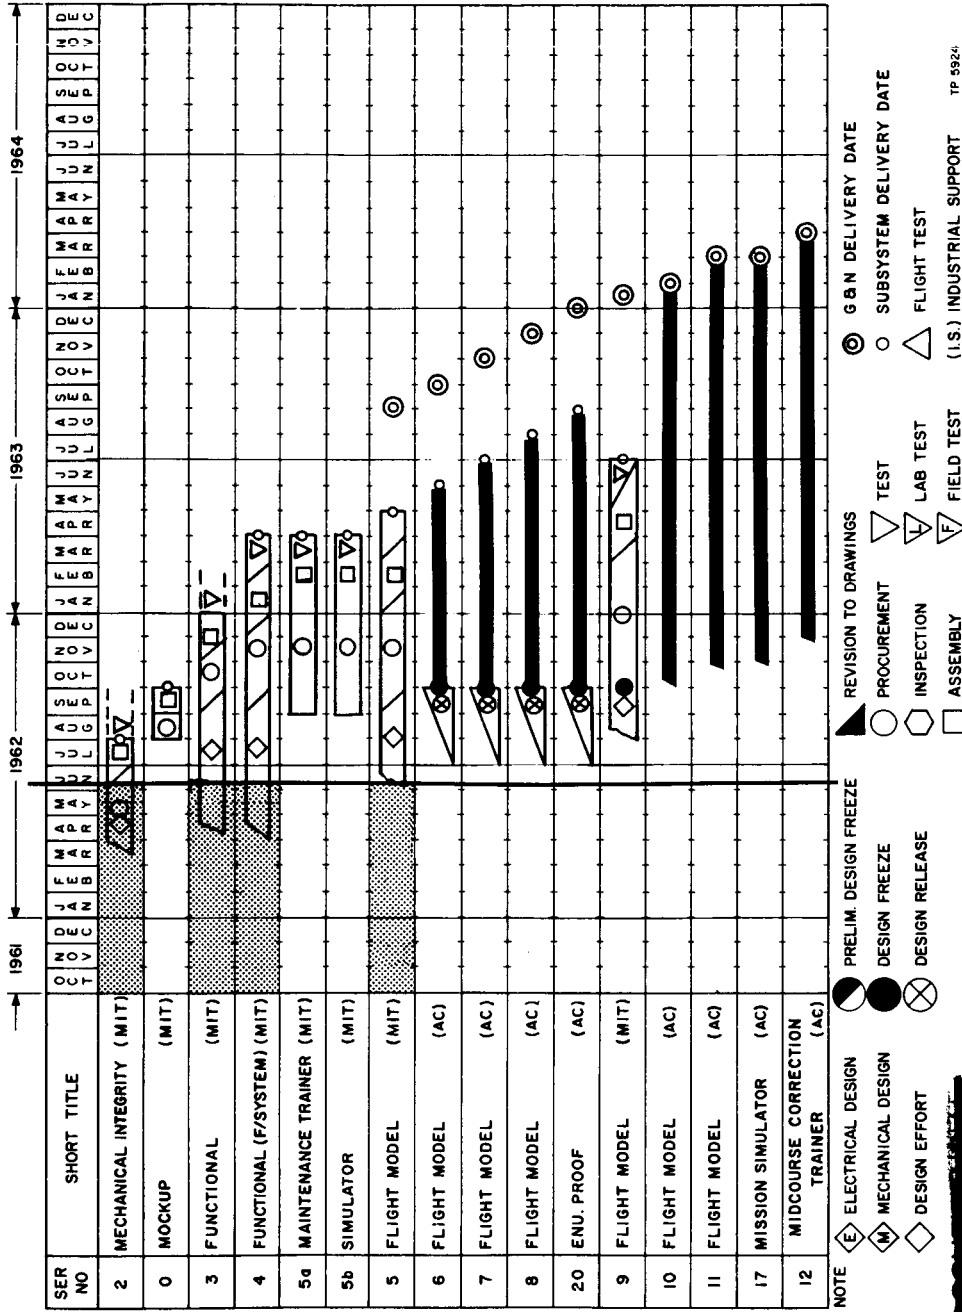 SER NO
SHORT TITLE
1961
1962
1963
1964
OCT NOV DEC JAN FEB MAR APR MAY JUN JUL AUG SEP OCT NOV DEC JAN FEB MAR APR MAY JUN JUL AUG SEP OCT NOV DEC JAN FEB MAR APR MAY JUN JUL AUG SEP OCT NOV DEC
2 MECHANICAL INTEGRITY (MIT)
0 MOCKUP (MIT)
3 FUNCTIONAL (MIT)
4 FUNCTIONAL (F/SYSTEM) (MIT)
5a MAINTENANCE TRAINER (MIT)
5b SIMULATOR (MIT)
5 FLIGHT MODEL (MIT)
6 FLIGHT MODEL (AC)
7 FLIGHT MODEL (AC)
8 FLIGHT MODEL (AC)
20 ENU. PROOF (AC)
9 FLIGHT MODEL (MIT)
10 FLIGHT MODEL (AC)
11 FLIGHT MODEL (AC)
17 MISSION SIMULATOR (AC)
12 MIDCOURSE CORRECTION
TRAINER (AC)
NOTE
E ELECTRICAL DESIGN
M MECHANICAL DESIGN
DESIGN EFFORT
PRELIM. DESIGN FREEZE
DESIGN FREEZE
DESIGN RELEASE
REVISION TO DRAWINGS
PROCUREMENT
INSPECTION
ASSEMBLY
TEST
L LAB TEST
F FIELD TEST
G & N DELIVERY DATE
SUBSYSTEM DELIVERY DATE
FLIGHT TEST
(I.S.) INDUSTRIAL SUPPORT